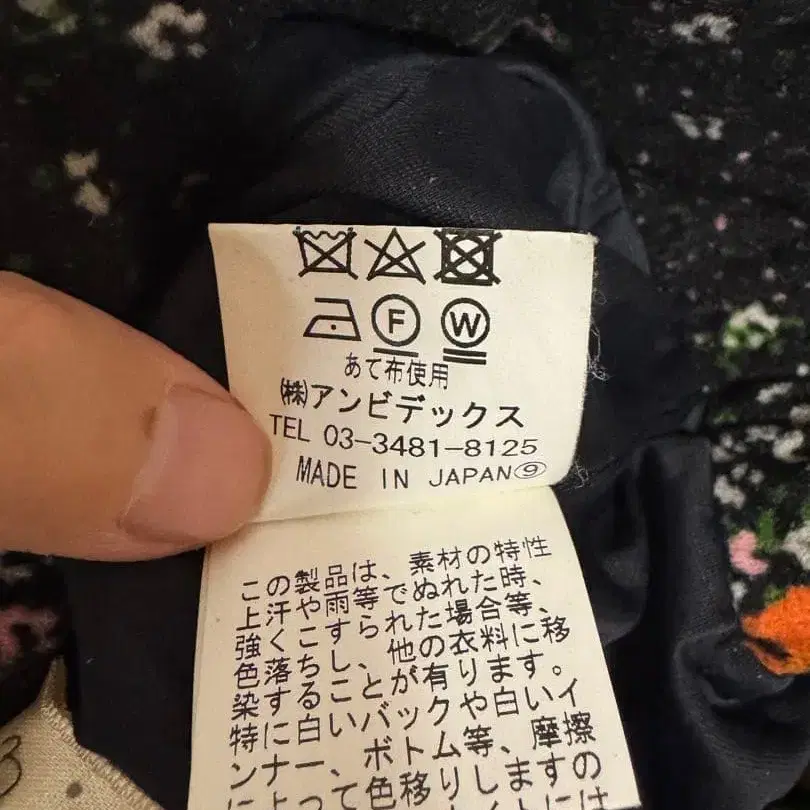 F W
あて布使用
㈱アンビデックス
TEL 03-3481-8125
MADE IN JAPAN⑨
この製品は、素材の特性
上汗や雨等でぬれた時、
強くこすられた場合等、
色落ちし、他の衣料に移
染することが有ります。
特に白いバックや白いイ
ンナー、ボトム等、摩擦
によって色移りしますの
3